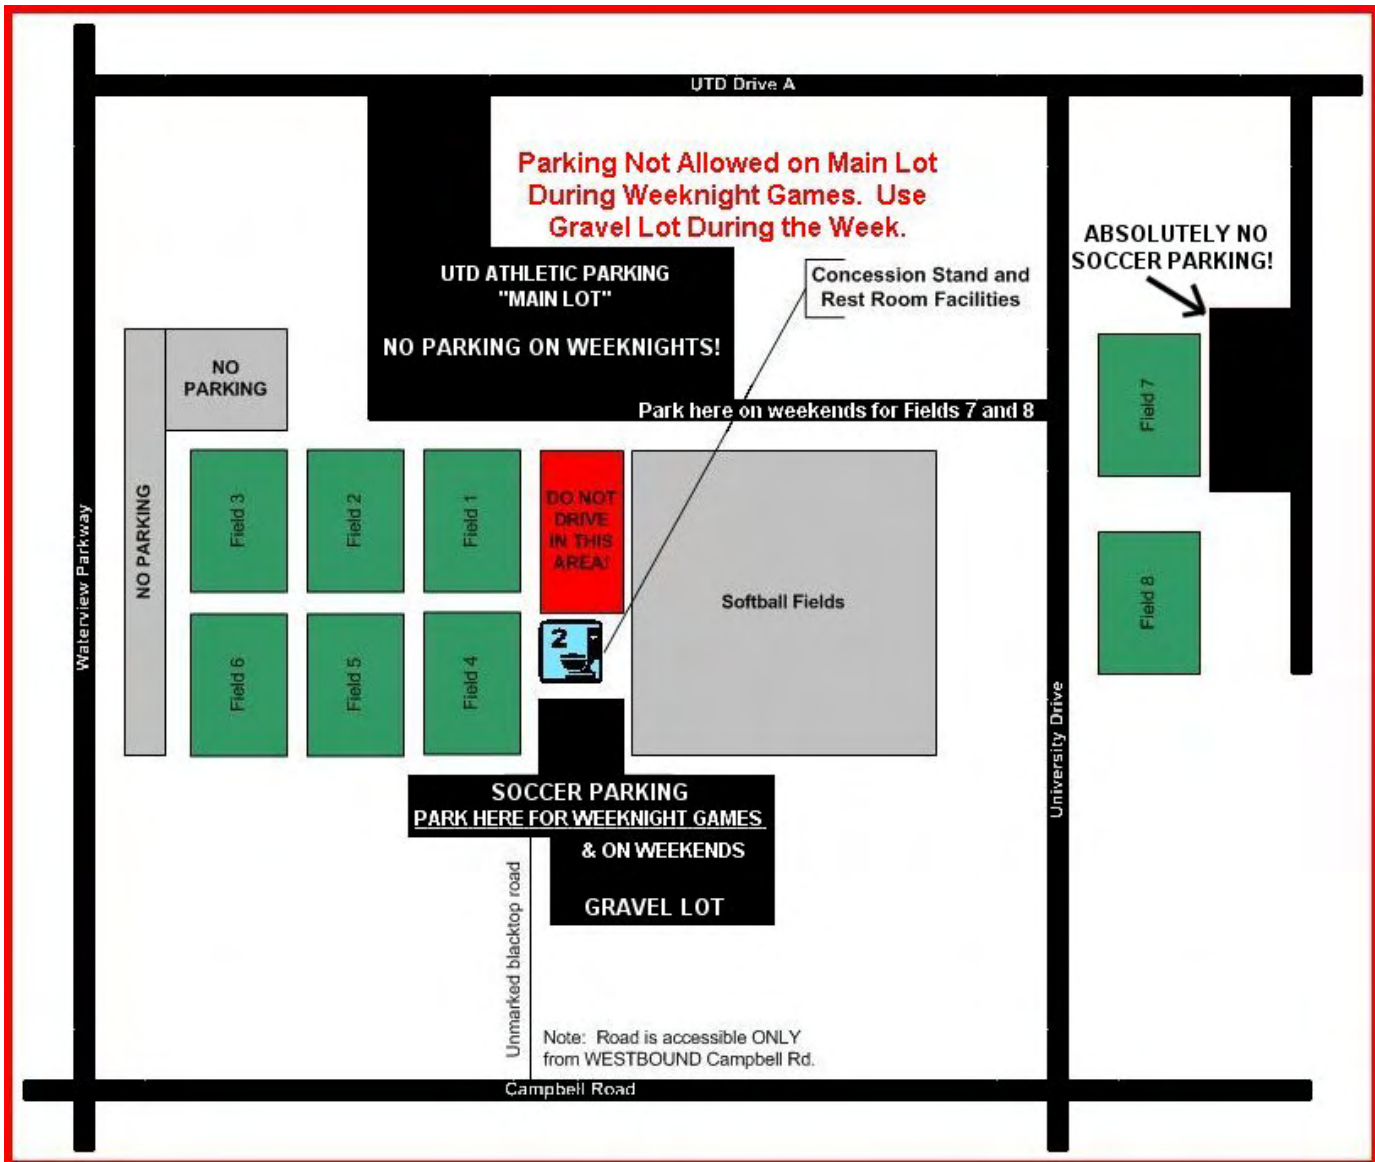 UTD Drive A
Parking Not Allowed on Main Lot
During Weeknight Games.  Use
Gravel Lot During the Week.
ABSOLUTELY NO
SOCCER PARKING!
UTD ATHLETIC PARKING
"MAIN LOT"
NO PARKING ON WEEKNIGHTS!
Concession Stand and
Rest Room Facilities
NO
PARKING
Park here on weekends for Fields 7 and 8
Field 7
NO PARKING
Field 3
Field 2
Field 1
DO NOT
DRIVE
IN THIS
AREA!
Softball Fields
Field 8
Waterview Parkway
2
Field 6
Field 5
Field 4
University Drive
SOCCER PARKING
PARK HERE FOR WEEKNIGHT GAMES
& ON WEEKENDS
GRAVEL LOT
Unmarked blacktop road
Note:  Road is accessible ONLY
from WESTBOUND Campbell Rd.
Campbell Road